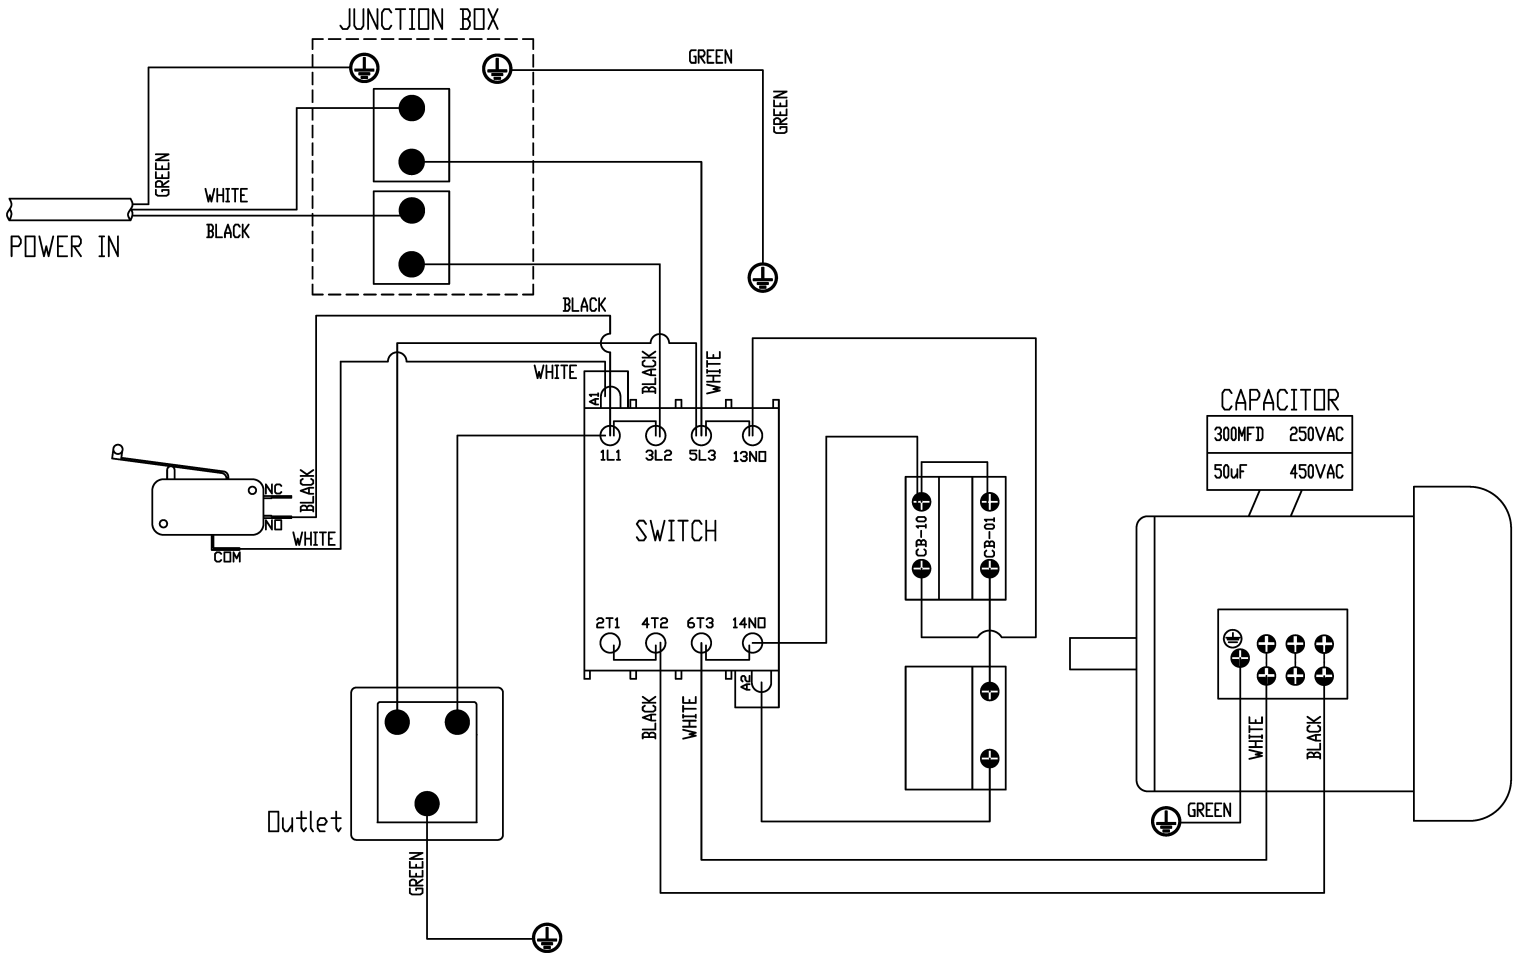 JUNCTION BOX
GREEN
GREEN
GREEN
WHITE
BLACK
POWER IN
BLACK
WHITE
BLACK
WHITE
A1
1L1
3L2
5L3
13NO
CAPACITOR
300MFD 250VAC
50uF 450VAC
NC
NO
COM
BLACK
WHITE
SWITCH
CB-10
CB-01
2T1
4T2
6T3
14NO
A2
BLACK
WHITE
WHITE
BLACK
GREEN
Outlet
GREEN